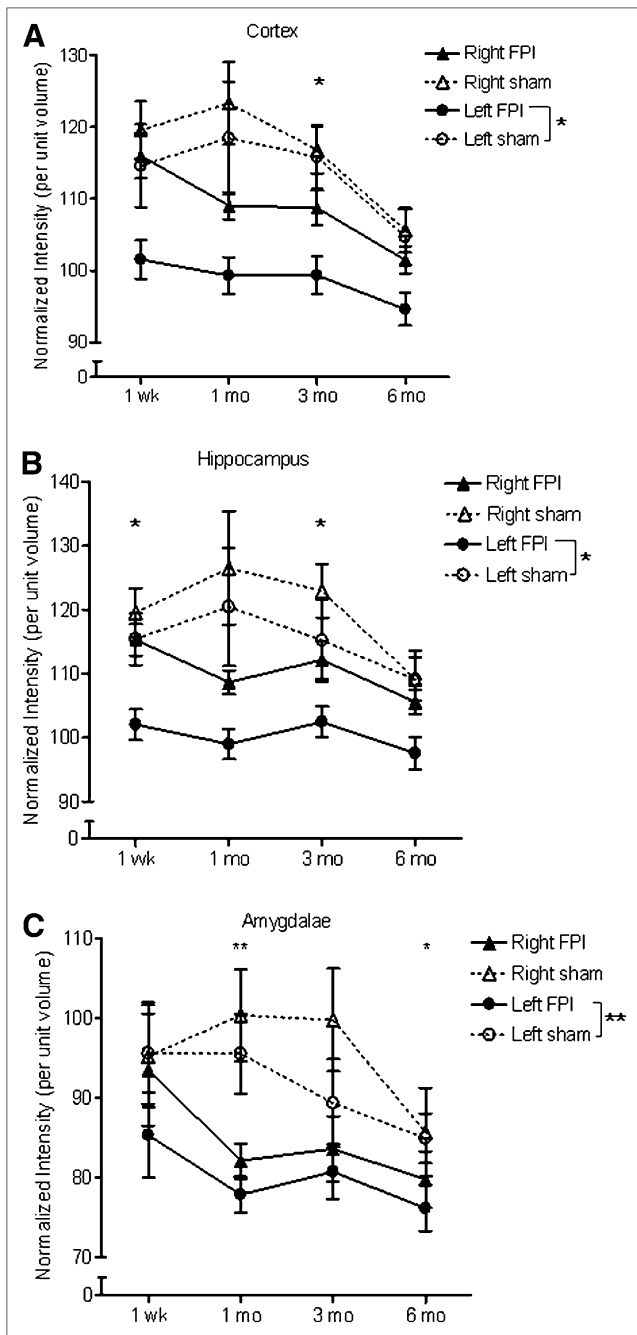 A
Cortex
Normalized Intensity (per unit volume)
130
120
110
100
90
0
1 wk
1 mo
3 mo
6 mo
*
Right FPI
Right sham
Left FPI
Left sham
*
B
Hippocampus
Normalized Intensity (per unit volume)
140
130
120
110
100
90
0
1 wk
1 mo
3 mo
6 mo
*
*
Right FPI
Right sham
Left FPI
Left sham
*
C
Amygdalae
Normalized Intensity (per unit volume)
110
100
90
80
70
0
1 wk
1 mo
3 mo
6 mo
**
*
Right FPI
Right sham
Left FPI
Left sham
**